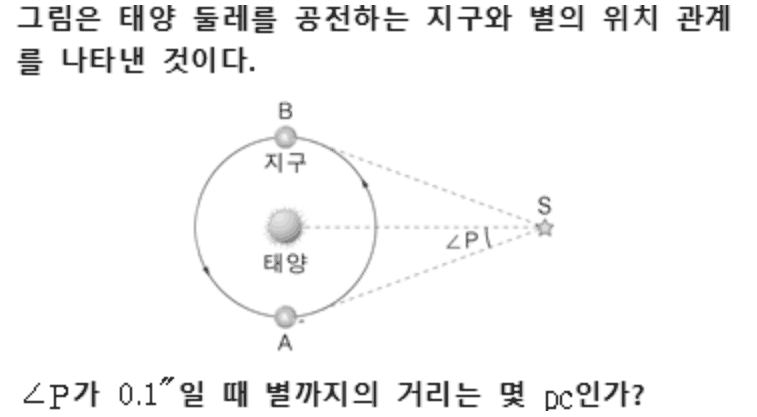 그림은 태양 둘레를 공전하는 지구와 별의 위치 관계
를 나타낸 것이다.
B
지구
S
∠P
태양
A
∠P가 0.1″일 때 별까지의 거리는 몇 pc인가?